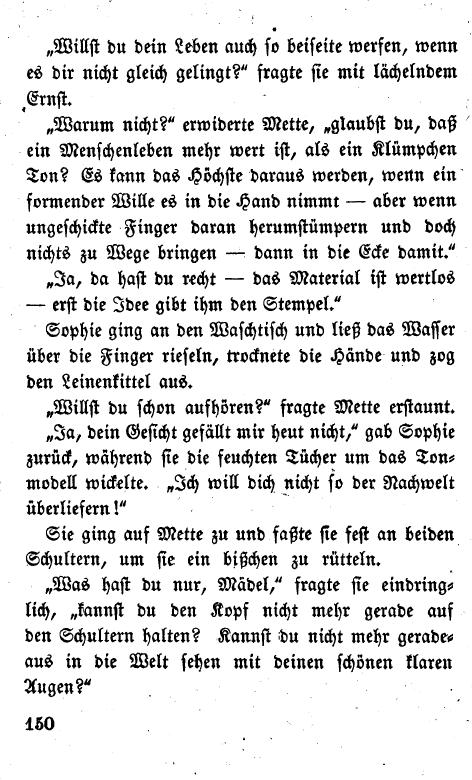 „Willst du dein Leben auch so beiseite werfen, wenn
es dir nicht gleich gelingt?“ fragte sie mit lächelndem
Ernst.
„Warum nicht?“ erwiderte Mette, „glaubst du, daß
ein Menschenleben mehr wert ist, als ein Klümpchen
Ton? Es kann das Höchste daraus werden, wenn ein
formender Wille es in die Hand nimmt — aber wenn
ungeschickte Finger daran herumstümpern und doch
nichts zu Wege bringen — dann in die Ecke damit.“
„Ja, da hast du recht — das Material ist wertlos
— erst die Idee gibt ihm den Stempel.“
Sophie ging an den Waschtisch und ließ das Wasser
über die Finger rieseln, trocknete die Hände und zog
den Leinenkittel aus.
„Willst du schon aufhören?“ fragte Mette erstaunt.
„Ja, dein Gesicht gefällt mir heut nicht,“ gab Sophie
zurück, während sie die feuchten Tücher um das Ton-
modell wickelte. „Ich will dich nicht so der Nachwelt
überliefern!“
Sie ging auf Mette zu und faßte sie fest an beiden
Schultern, um sie ein bißchen zu rütteln.
„Was hast du nur, Mädel,“ fragte sie eindring-
lich, „kannst du den Kopf nicht mehr gerade auf
den Schultern halten? Kannst du nicht mehr gerade-
aus in die Welt sehen mit deinen schönen klaren
Augen?“
150